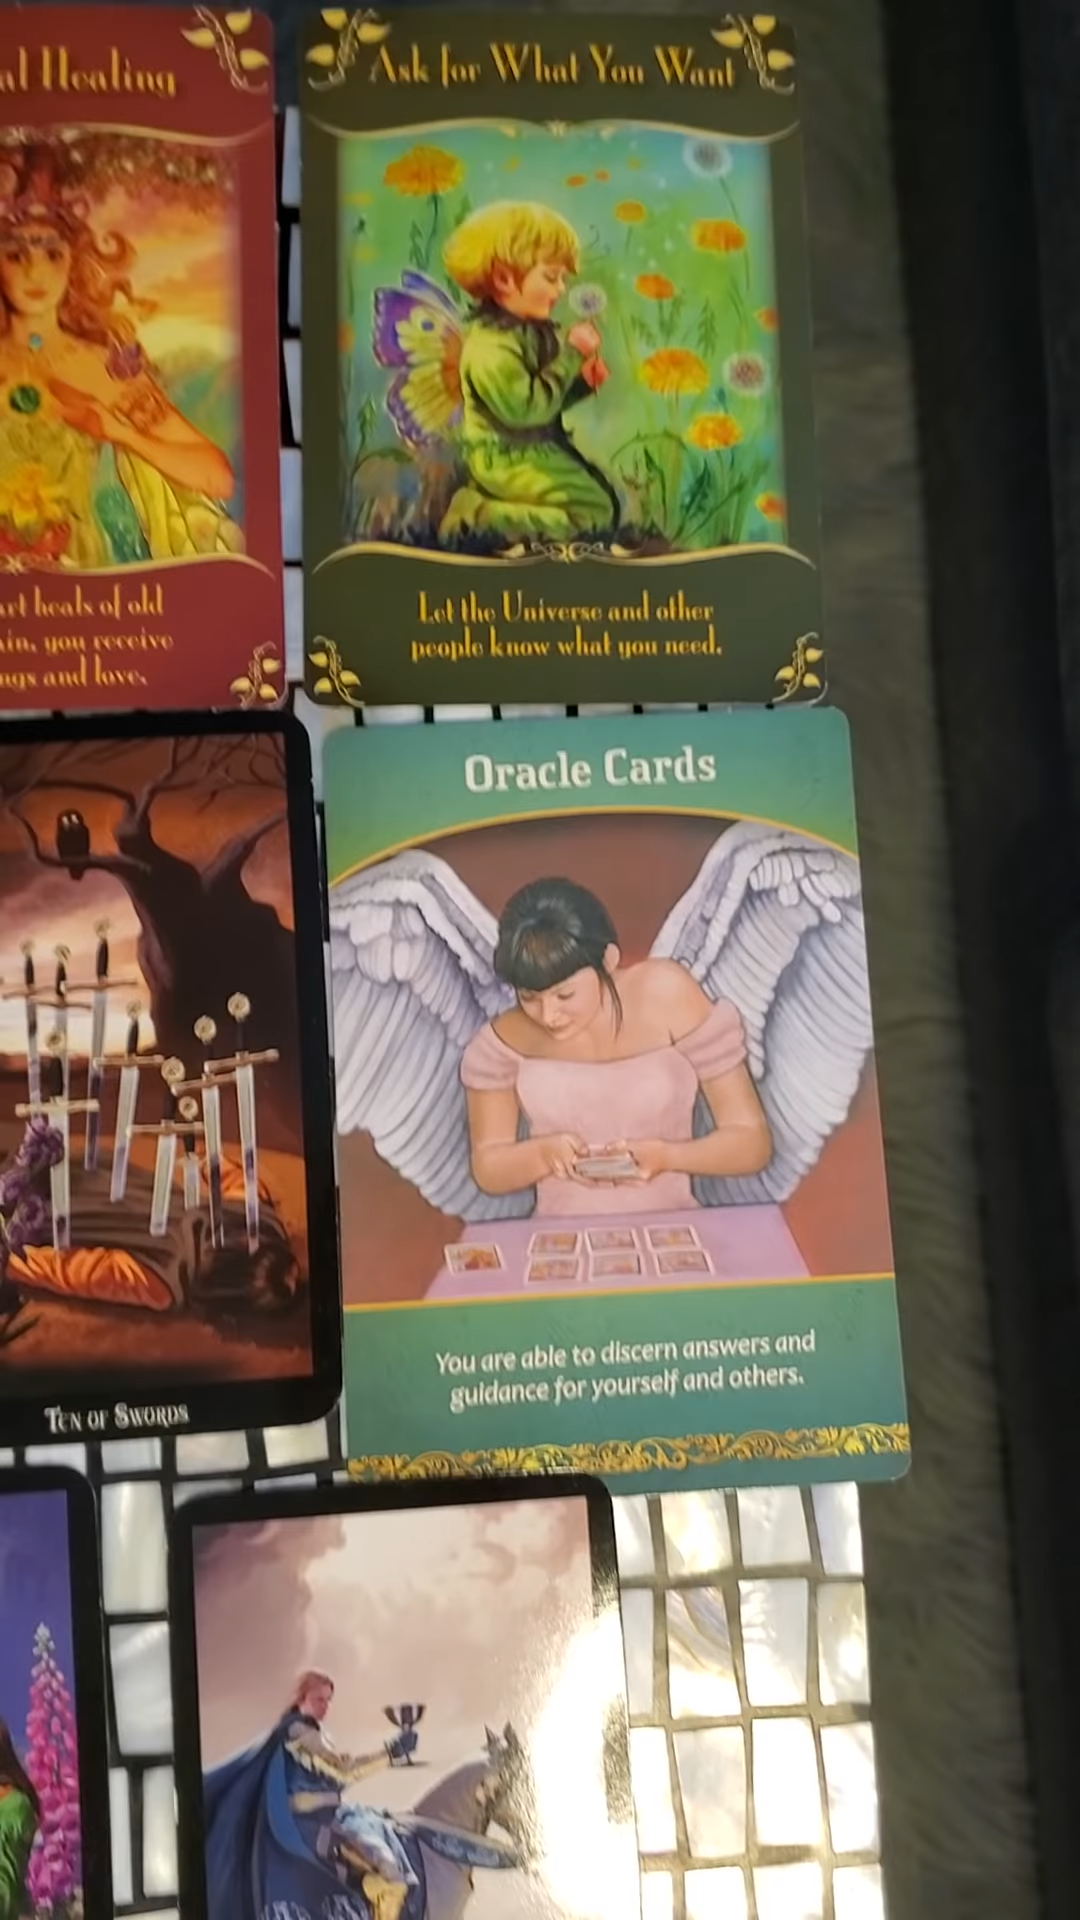 al Healing
Ask for What You Want
art heals of old
ain, you receive
ngs and love.
Let the Universe and other
people know what you need.
Oracle Cards
You are able to discern answers and
guidance for yourself and others.
Ten of Swords